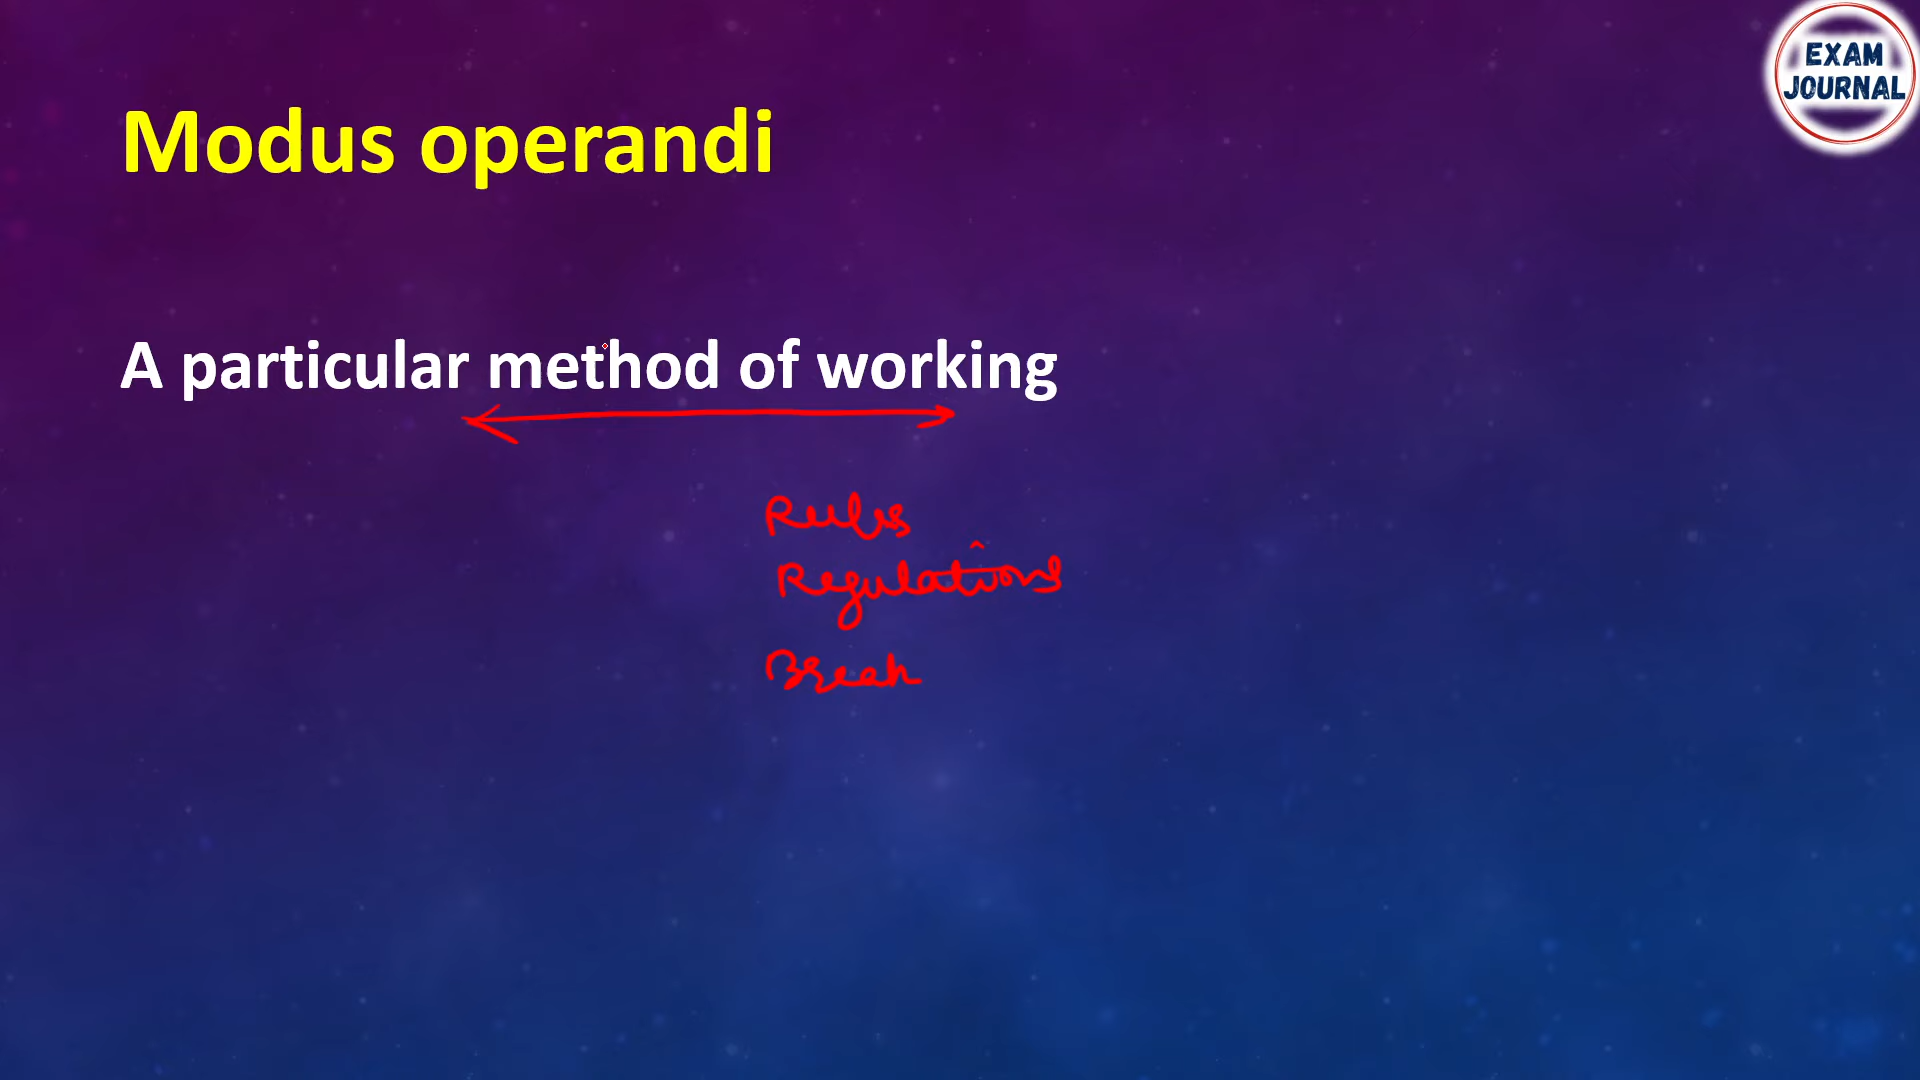 EXAM
JOURNAL
Modus operandi
A particular method of working
Rules
Regulations
Break